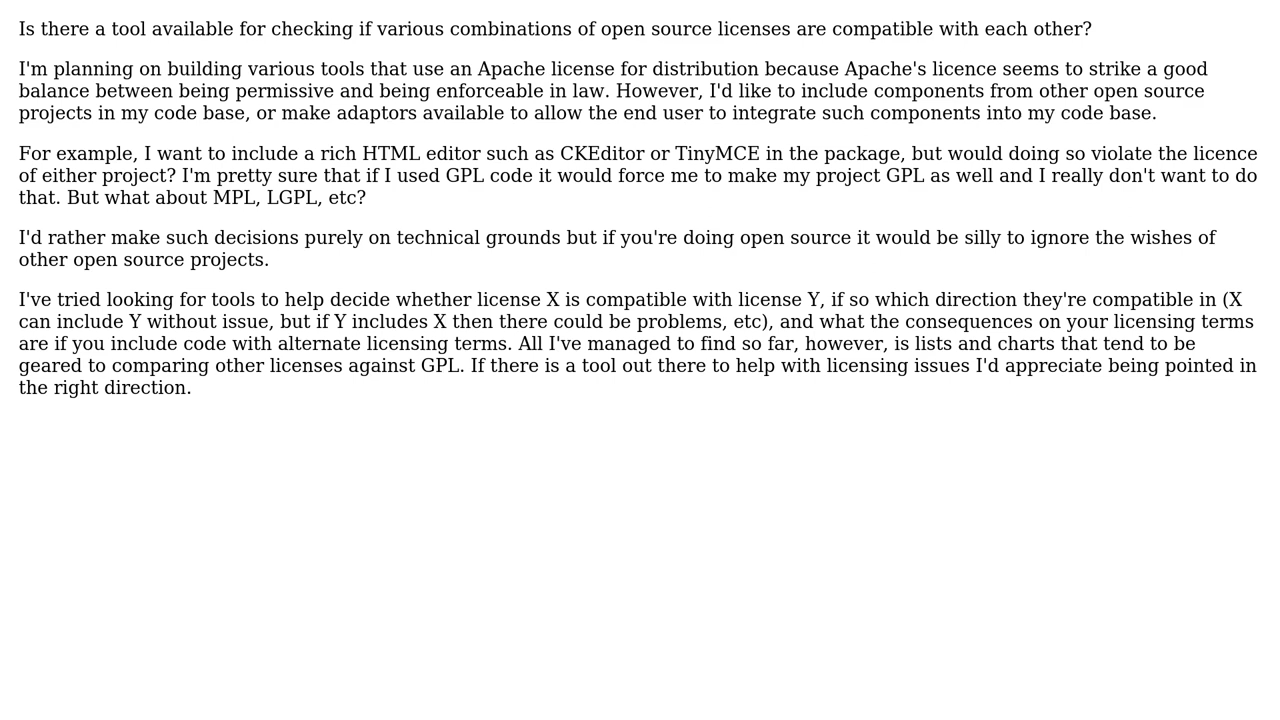 Is there a tool available for checking if various combinations of open source licenses are compatible with each other?
I'm planning on building various tools that use an Apache license for distribution because Apache's licence seems to strike a good
balance between being permissive and being enforceable in law. However, I'd like to include components from other open source
projects in my code base, or make adaptors available to allow the end user to integrate such components into my code base.
For example, I want to include a rich HTML editor such as CKEditor or TinyMCE in the package, but would doing so violate the licence
of either project? I'm pretty sure that if I used GPL code it would force me to make my project GPL as well and I really don't want to do
that. But what about MPL, LGPL, etc?
I'd rather make such decisions purely on technical grounds but if you're doing open source it would be silly to ignore the wishes of
other open source projects.
I've tried looking for tools to help decide whether license X is compatible with license Y, if so which direction they're compatible in (X
can include Y without issue, but if Y includes X then there could be problems, etc), and what the consequences on your licensing terms
are if you include code with alternate licensing terms. All I've managed to find so far, however, is lists and charts that tend to be
geared to comparing other licenses against GPL. If there is a tool out there to help with licensing issues I'd appreciate being pointed in
the right direction.